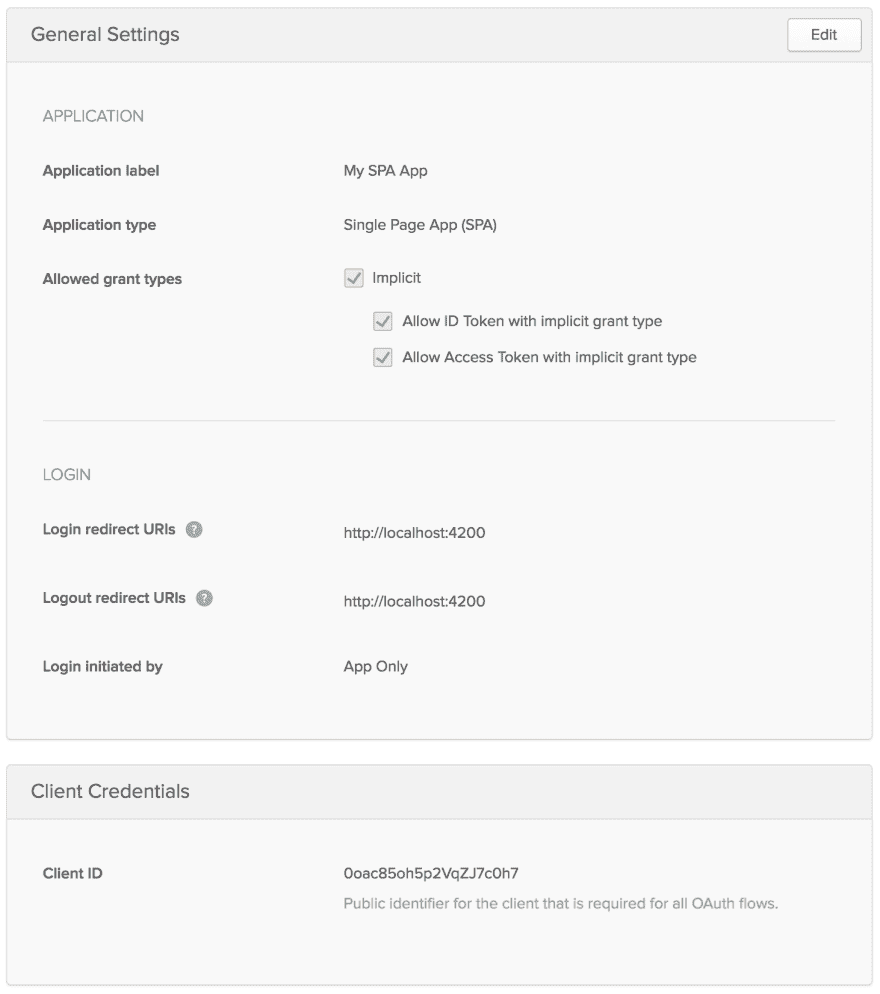 General Settings
Edit
APPLICATION
Application label
My SPA App
Application type
Single Page App (SPA)
Allowed grant types
Implicit
Allow ID Token with implicit grant type
Allow Access Token with implicit grant type
LOGIN
Login redirect URIs ?
http://localhost:4200
Logout redirect URIs ?
http://localhost:4200
Login initiated by
App Only
Client Credentials
Client ID
0oac85oh5p2VqZJ7c0h7
Public identifier for the client that is required for all OAuth flows.